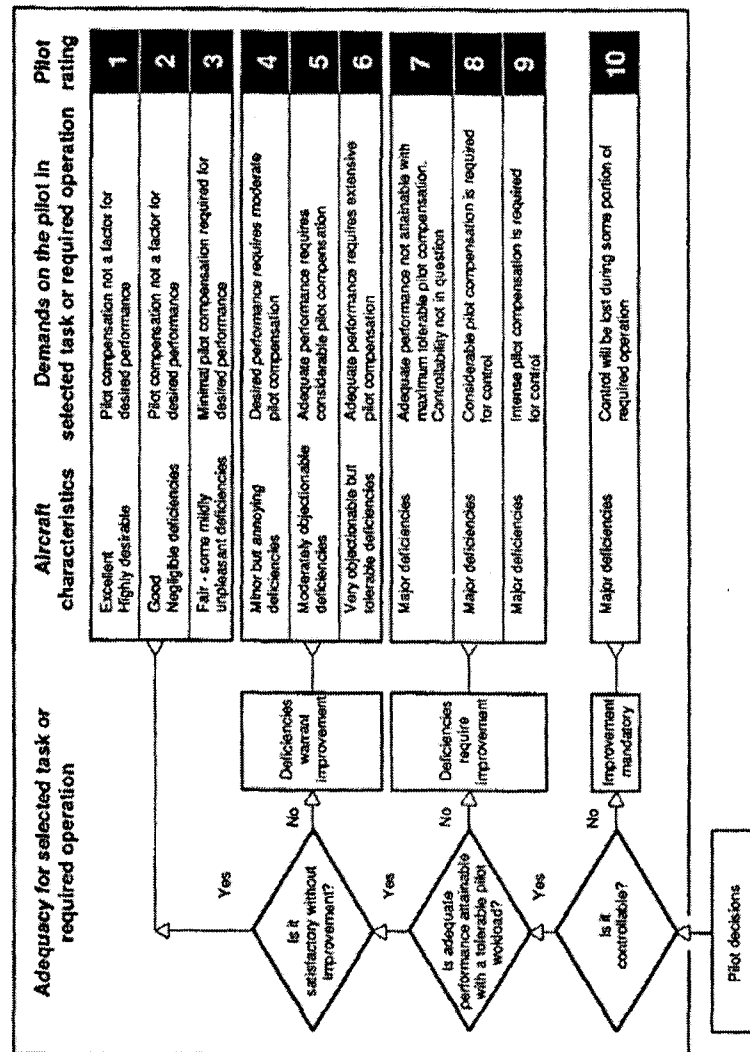 Adequacy for selected task or
required operation
Aircraft
characteristics
Demands on the pilot in
selected task or required operation
Pilot
rating
Excellent
Highly desirable
Pilot compensation not a factor for
desired performance
1
Good
Negligible deficiencies
Pilot compensation not a factor for
desired performance
2
Fair - some mildly
unpleasant deficiencies
Minimal pilot compensation required for
desired performance
3
Yes
Is it
satisfactory without
improvement?
No
Deficiencies
warrant
improvement
Minor but annoying
deficiencies
Desired performance requires moderate
pilot compensation
4
Moderately objectionable
deficiencies
Adequate performance requires
considerable pilot compensation
5
Very objectionable but
tolerable deficiencies
Adequate performance requires extensive
pilot compensation
6
Yes
Is adequate
performance attainable
with a tolerable pilot
wokload?
No
Deficiencies
require
improvement
Major deficiencies
Adequate performance not attainable with
maximum tolerable pilot compensation.
Controllability not in question
7
Major deficiencies
Considerable pilot compensation is required
for control
8
Major deficiencies
Intense pilot compensation is required
for control
9
Yes
Is it
controllable?
No
Improvement
mandatory
Major deficiencies
Control will be lost during some portion of
required operation
10
Pilot decisions